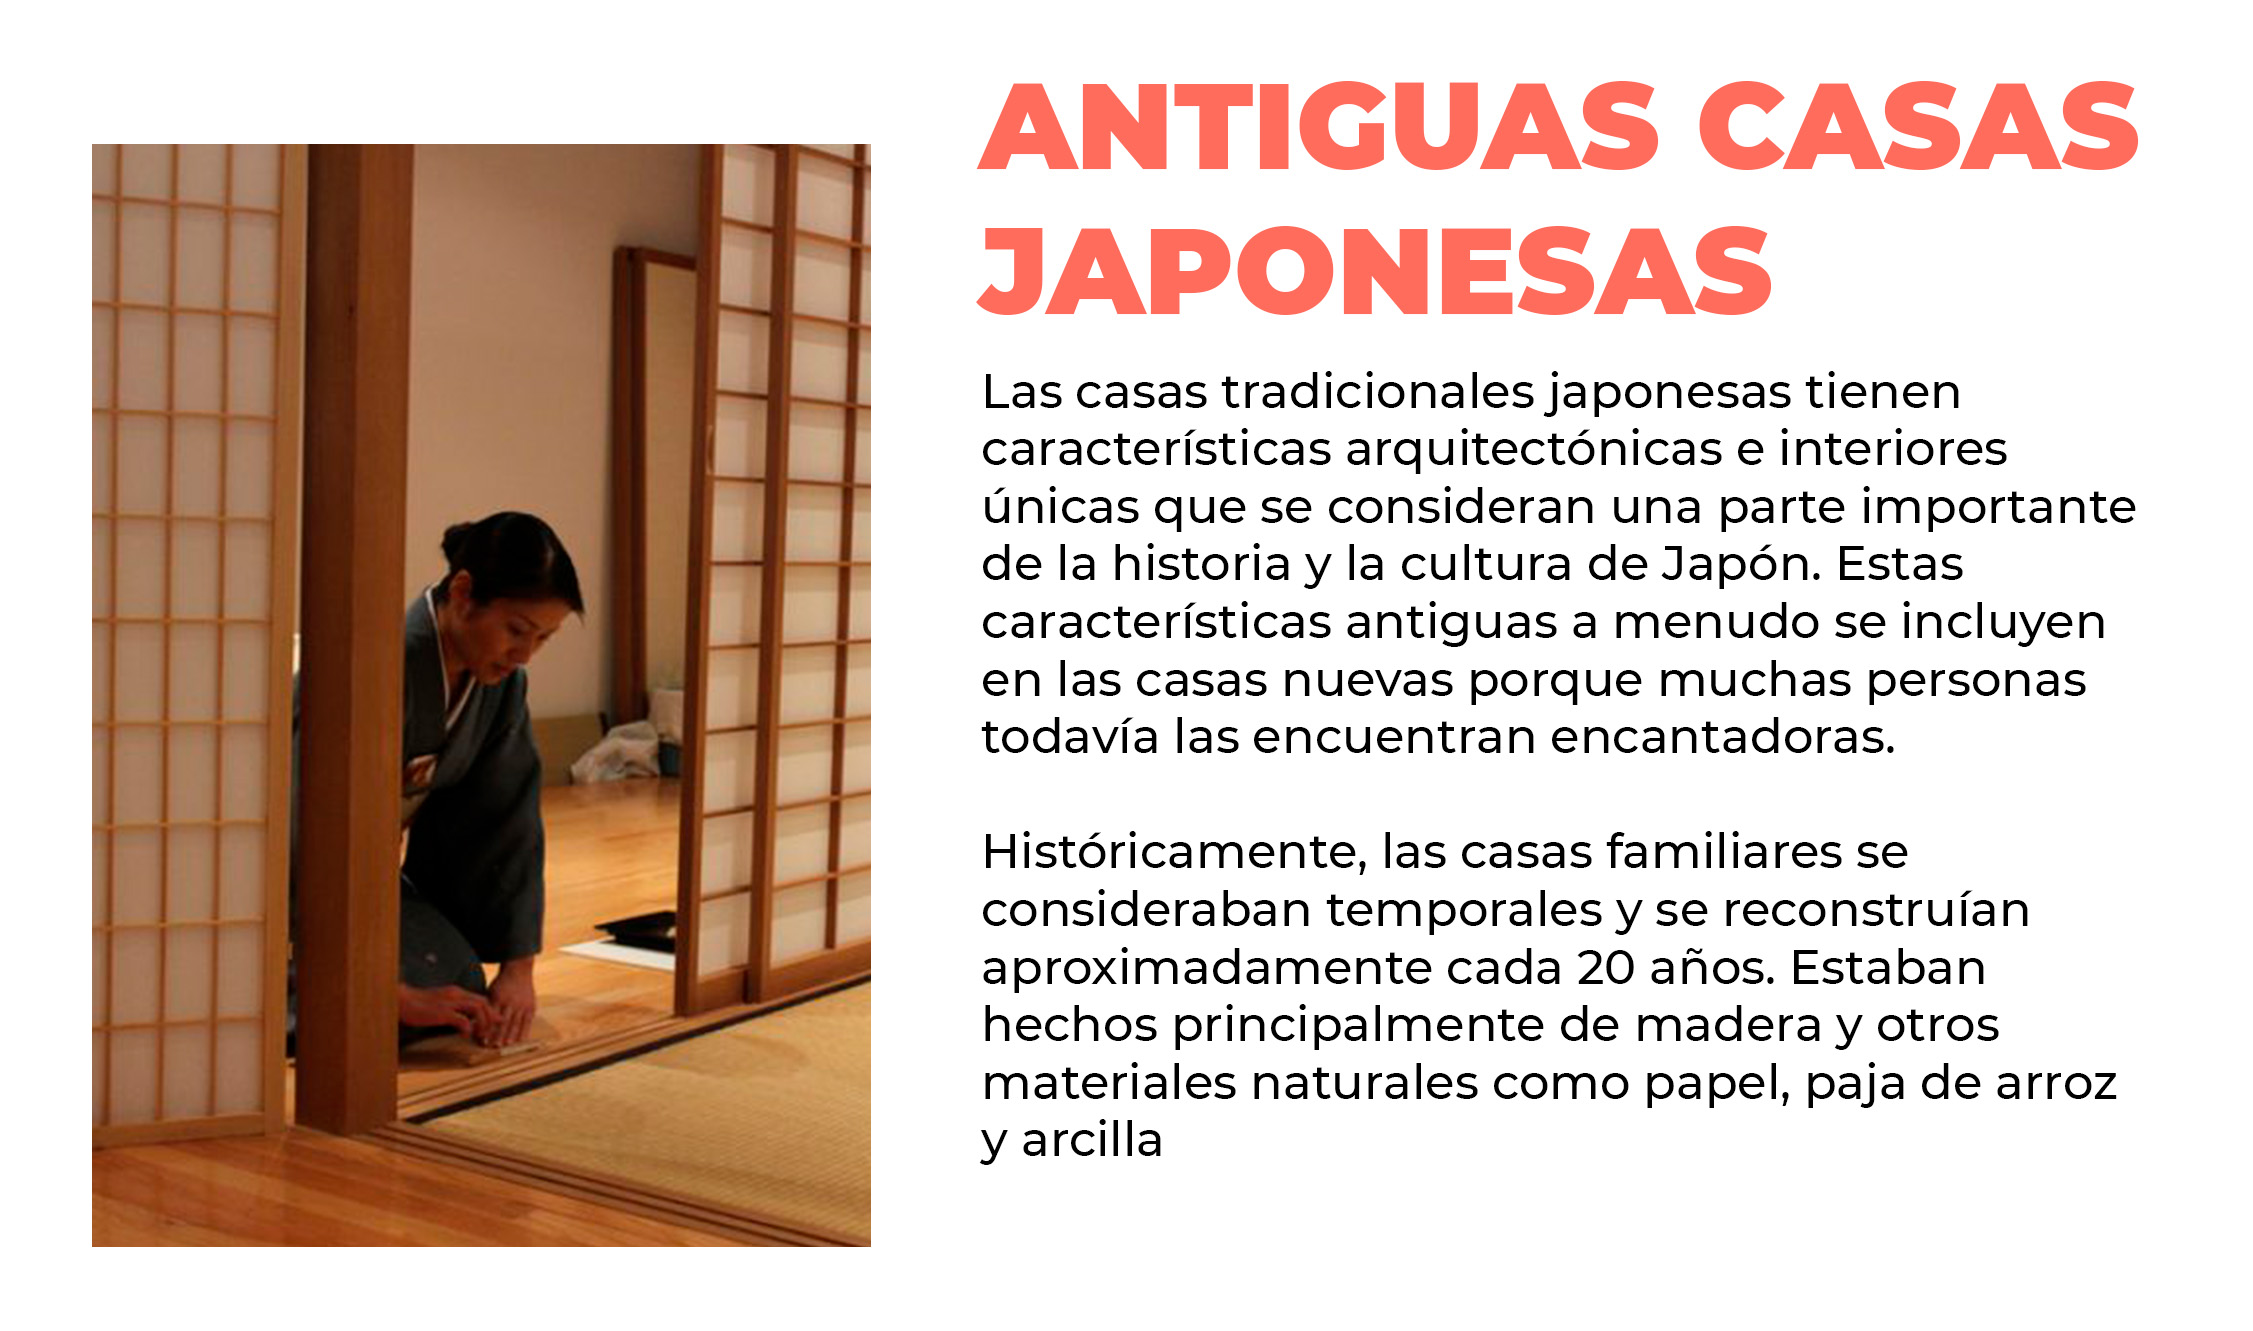 ANTIGUAS CASAS
JAPONESAS
Las casas tradicionales japonesas tienen
características arquitectónicas e interiores
únicas que se consideran una parte importante
de la historia y la cultura de Japón. Estas
características antiguas a menudo se incluyen
en las casas nuevas porque muchas personas
todavía las encuentran encantadoras.
Históricamente, las casas familiares se
consideraban temporales y se reconstruían
aproximadamente cada 20 años. Estaban
hechos principalmente de madera y otros
materiales naturales como papel, paja de arroz
y arcilla